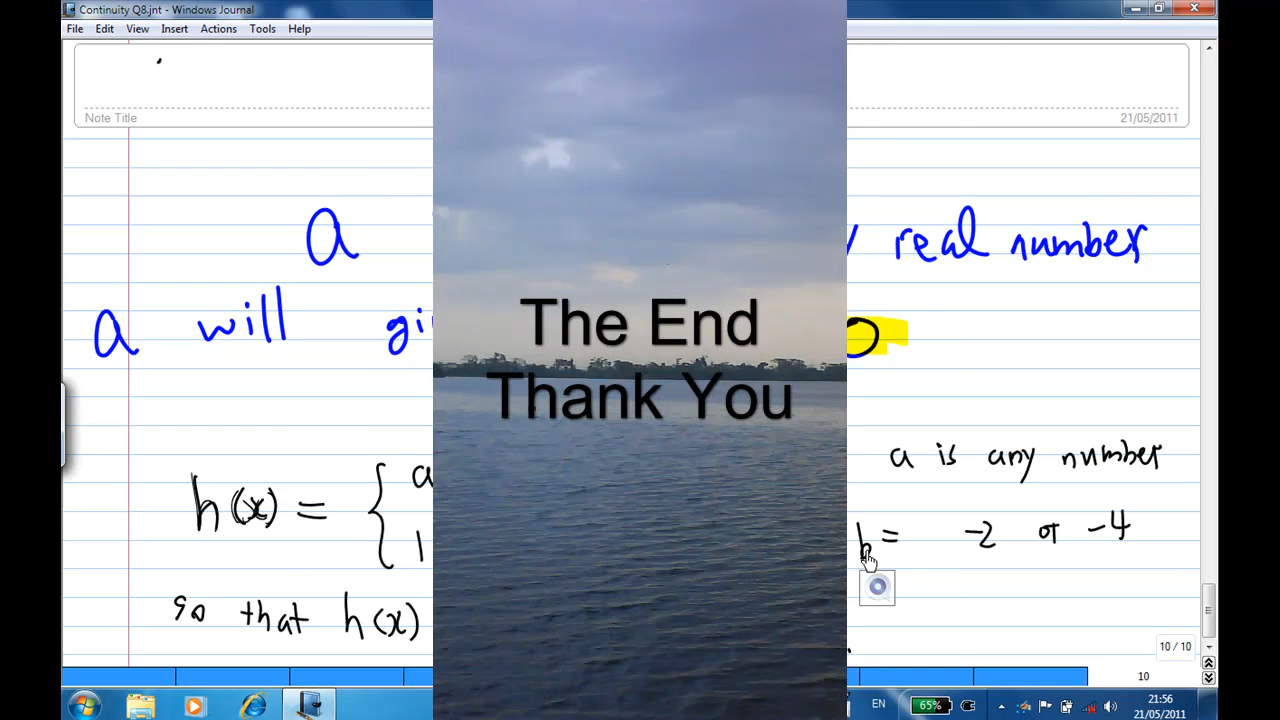 Continuity Q8.jnt - Windows Journal
File Edit View Insert Actions Tools Help
Note Title
21/05/2011
a real number
a will 0
The End
Thank You
h(x) = { a is any number
1 b = -2 or -4
so that h(x)
10 / 10
10
EN 65% 21:56
21/05/2011